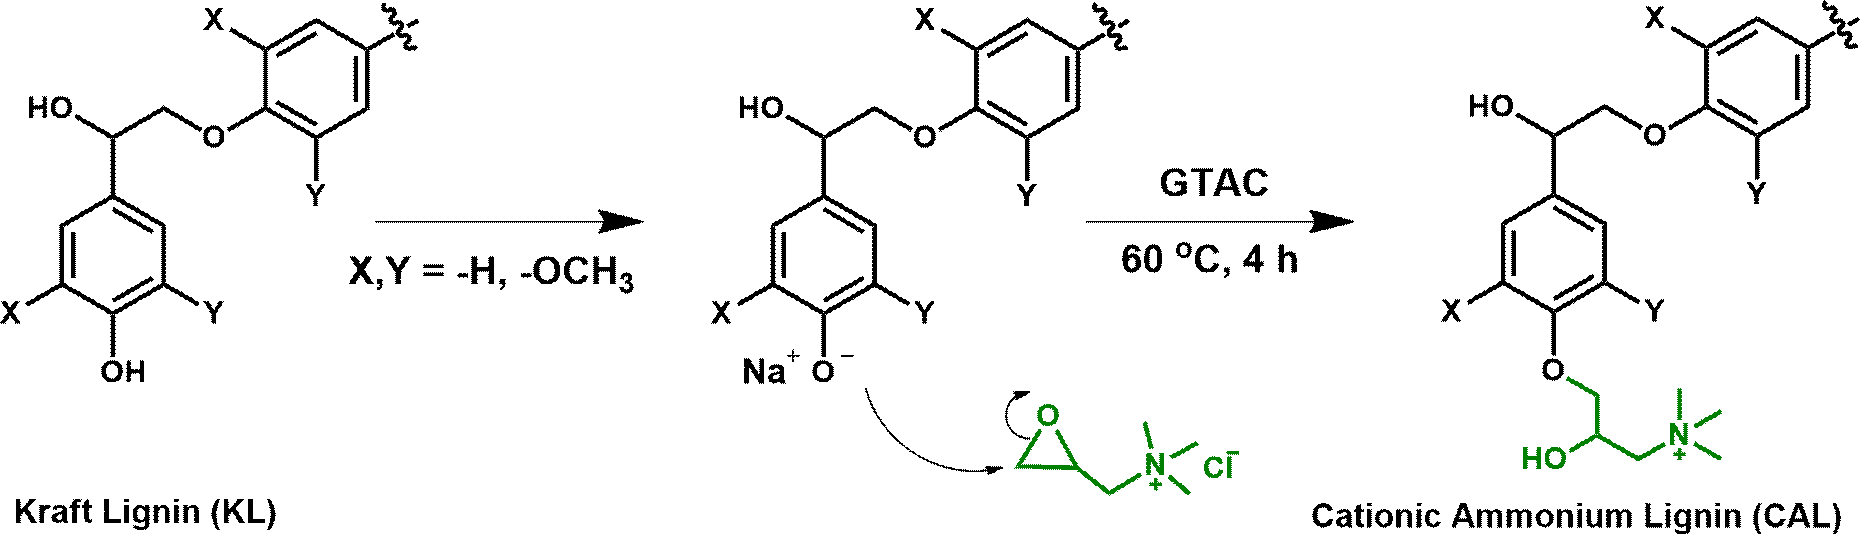 X
HO
O
Y
X
Y
OH
Kraft Lignin (KL)
X,Y = -H, -OCH₃
X
HO
O
Y
X
Y
Na⁺ O⁻
O
N⁺
Cl⁻
GTAC
60 °C, 4 h
X
HO
O
Y
X
Y
O
HO
N⁺
Cationic Ammonium Lignin (CAL)